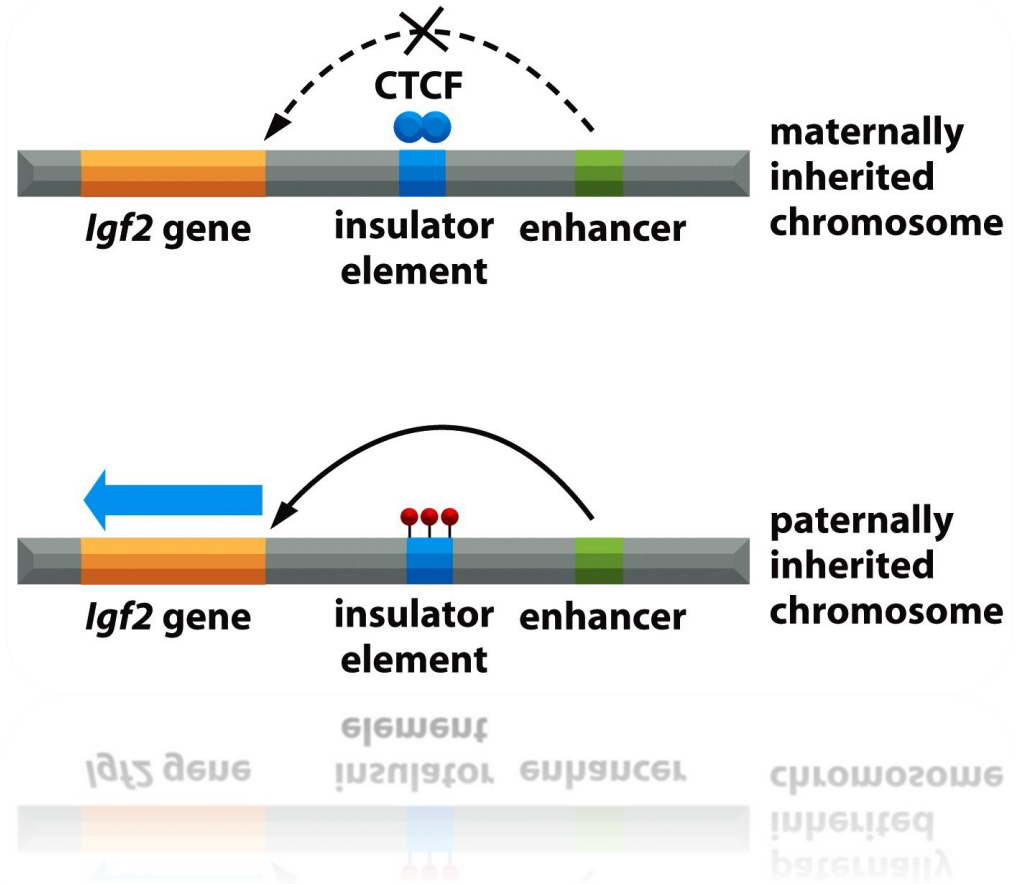 CTCF
maternally
inherited
chromosome
Igf2 gene
insulator
element
enhancer
paternally
inherited
chromosome
Igf2 gene
insulator
element
enhancer